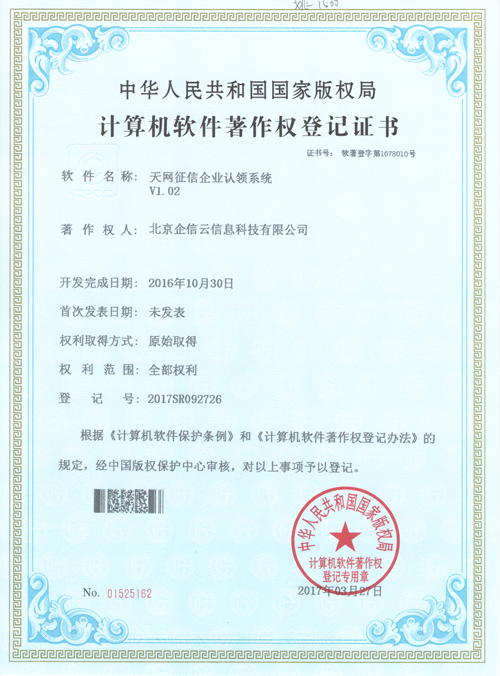 中华人民共和国国家版权局
计算机软件著作权登记证书
证书号： 软著登字第1678010号
软件名称： 天网征信企业认领系统
V1.02
著作权人： 北京企信云信息科技有限公司
开发完成日期： 2016年10月30日
首次发表日期： 未发表
权利取得方式： 原始取得
权利范围： 全部权利
登记号： 2017SR092726
根据《计算机软件保护条例》和《计算机软件著作权登记办法》的
规定，经中国版权保护中心审核，对以上事项予以登记。
中华人民共和国国家版权局
计算机软件著作权
登记专用章
No. 01525162
2017年03月27日